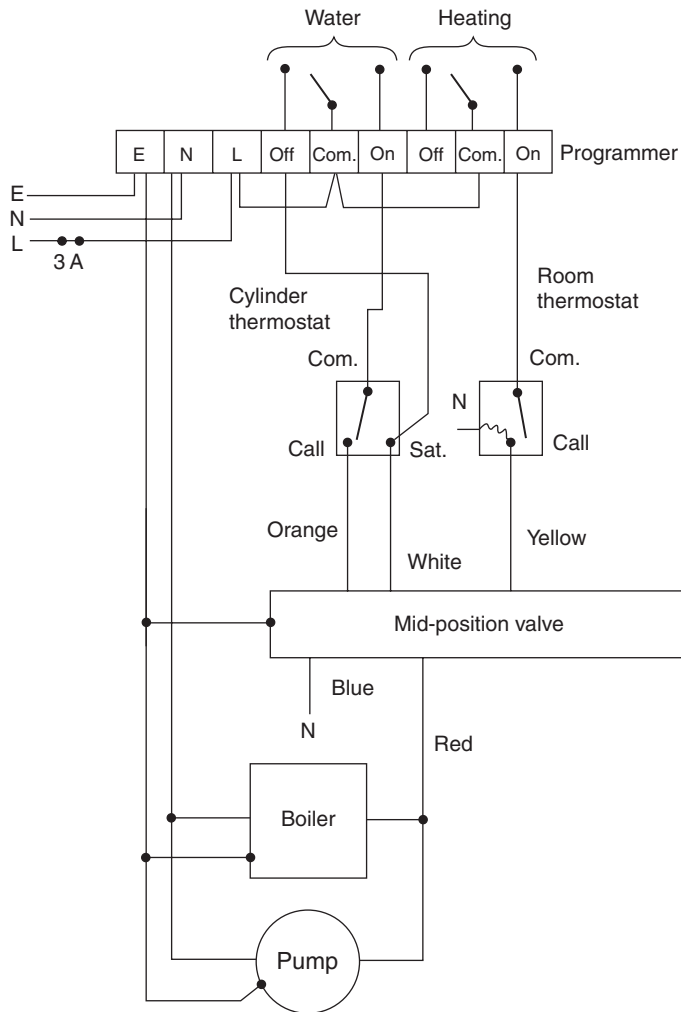 Water Heating
E N L Off Com. On Off Com. On Programmer
E
N
L
3 A
Cylinder
thermostat
Room
thermostat
Com.
Com.
N
Call Sat.
Call
Orange
White
Yellow
Mid-position valve
Blue
N
Red
Boiler
Pump